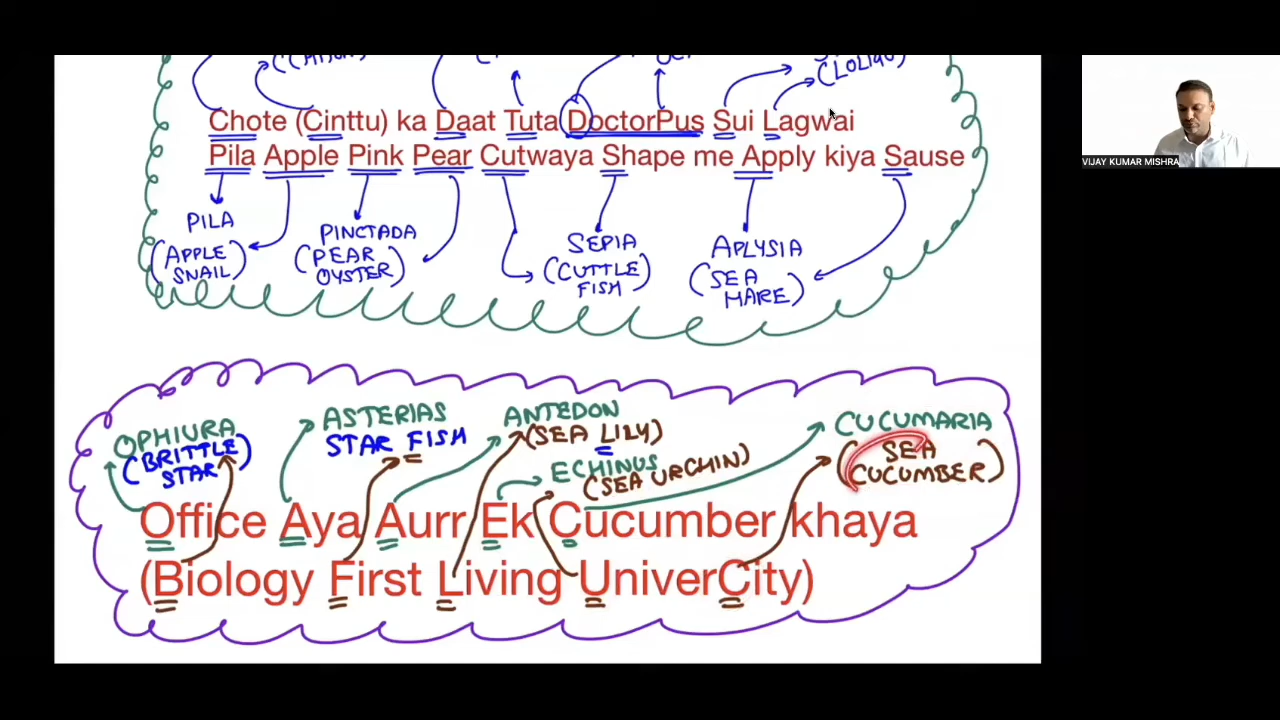 (LOLIGO)
Chote (Cinttu) ka Daat Tuta DoctorPus Sui Lagwai
Pila Apple Pink Pear Cutwaya Shape me Apply kiya Sause
PILA
(APPLE
SNAIL)
PINCTADA
(PEAR
OYSTER)
SEPIA
(CUTTLE
FISH)
APLYSIA
(SEA
MARE)
VIJAY KUMAR MISHRA
OPHIURA
(BRITTLE
STAR)
ASTERIAS
STAR FISH
ANTEDON
(SEA LILY)
ECHINUS
(SEA URCHIN)
CUCUMARIA
(SEA
CUCUMBER)
Office Aya Aurr Ek Cucumber khaya
(Biology First Living UniverCity)